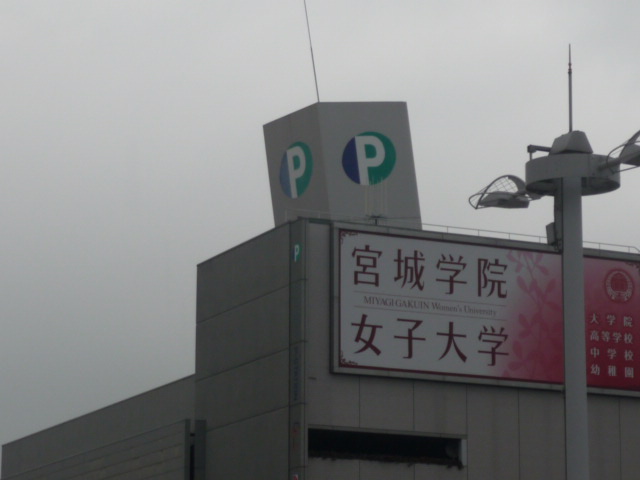 P
P
P
宮城学院
MIYAGI GAKUIN Women's University
女子大学
大学院
高等学校
中学校
幼稚園